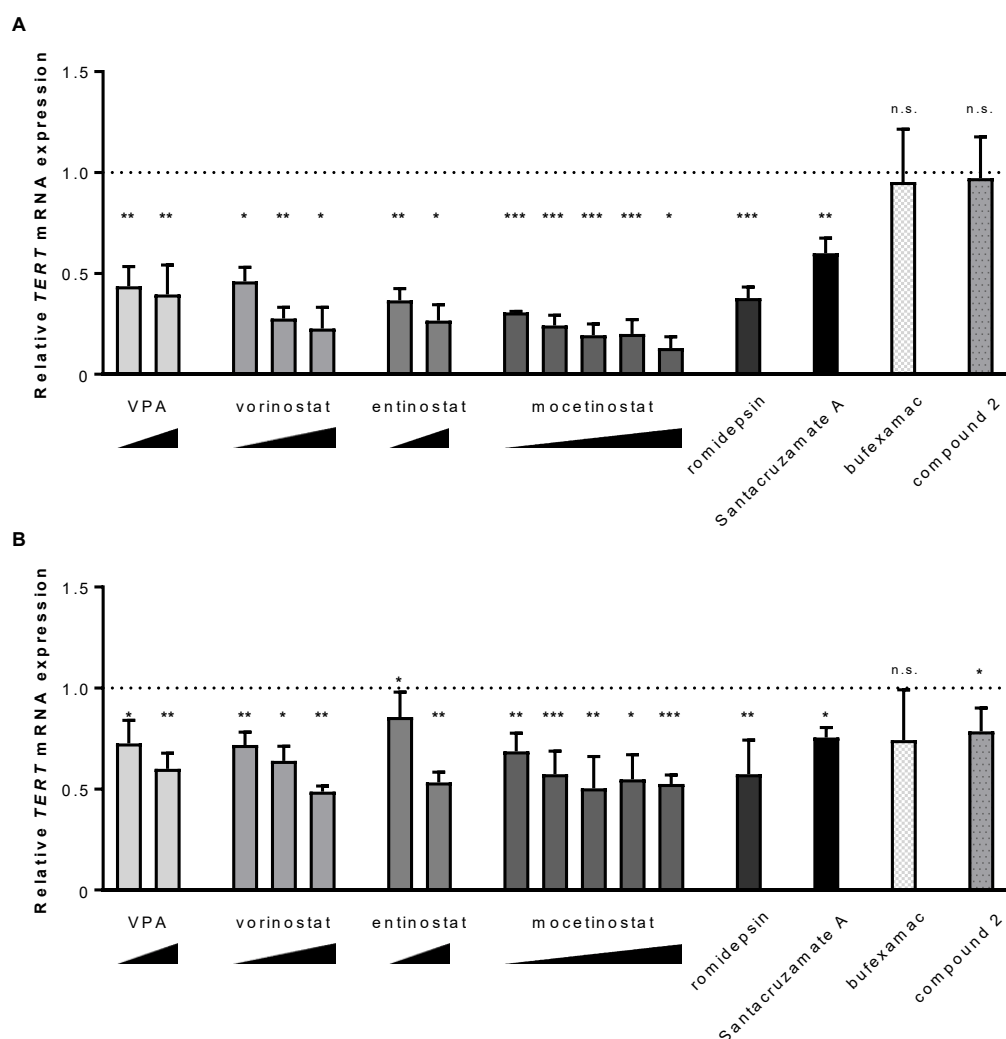 A
Relative TERT mRNA expression
1.5
1.0
0.5
0
n.s. n.s.
** ** * ** * ** * *** *** *** *** * *** **
VPA vorinostat entinostat mocetinostat romidepsin Santacruzamate A bufexamac compound 2
B
Relative TERT mRNA expression
1.5
1.0
0.5
0
* n.s. *
* ** ** * ** ** ** *** ** * *** ** *
VPA vorinostat entinostat mocetinostat romidepsin Santacruzamate A bufexamac compound 2